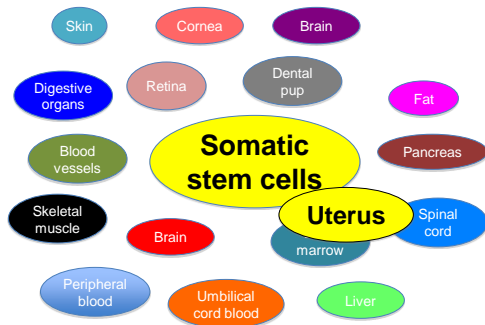 Skin
Cornea
Brain
Digestive
organs
Retina
Dental
pup
Fat
Blood
vessels
Somatic
stem cells
Pancreas
Skeletal
muscle
Brain
Uterus
marrow
Spinal
cord
Peripheral
blood
Umbilical
cord blood
Liver